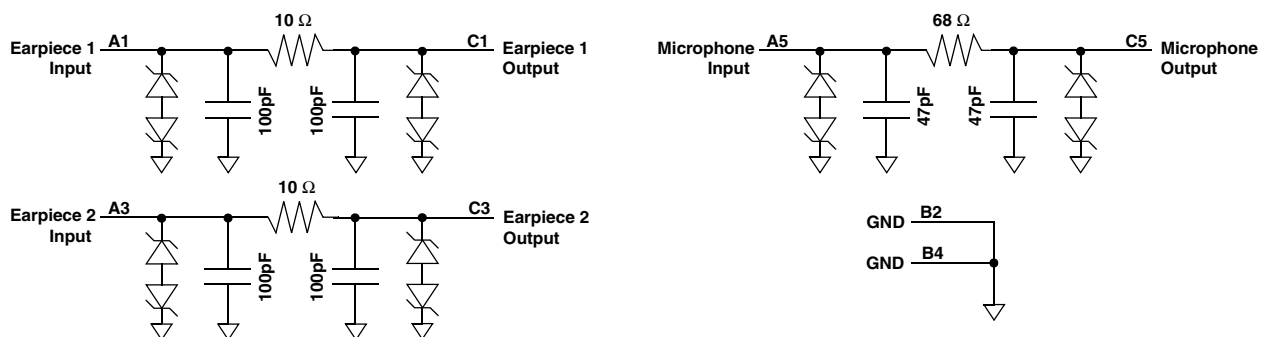 10 Ω
Earpiece 1
Input
A1
C1
Earpiece 1
Output
100pF
100pF
68 Ω
Microphone
Input
A5
C5
Microphone
Output
47pF
47pF
10 Ω
Earpiece 2
Input
A3
C3
Earpiece 2
Output
100pF
100pF
GND
B2
GND
B4